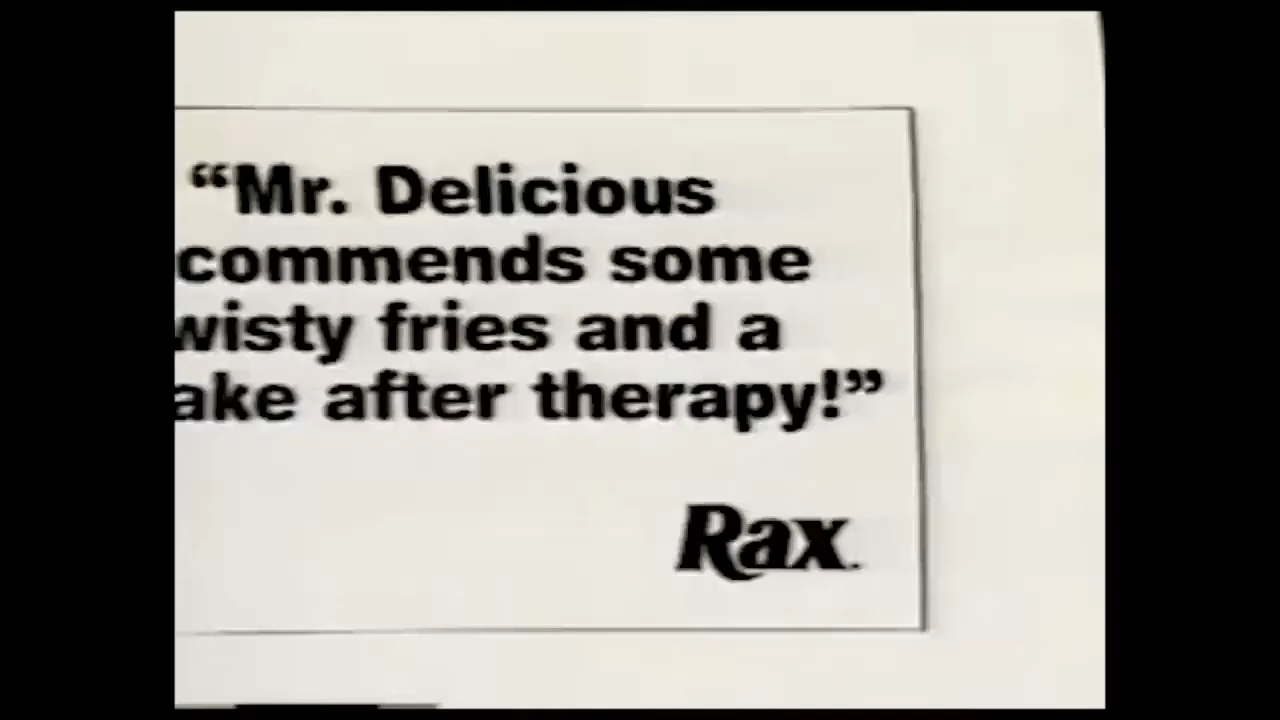 “Mr. Delicious
commends some
wisty fries and a
ake after therapy!”
Rax.